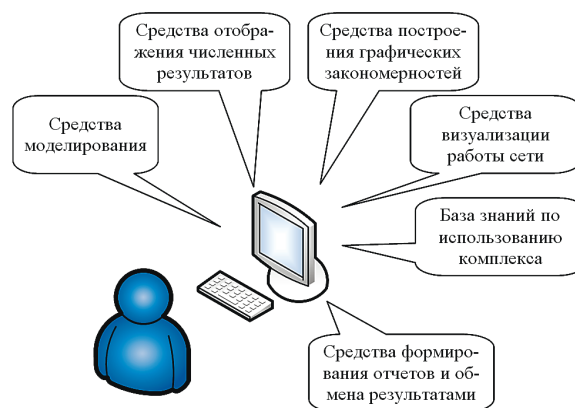 Средства отобра-
жения численных
результатов
Средства построе-
ния графических
закономерностей
Средства
моделирования
Средства
визуализации
работы сети
База знаний по
использованию
комплекса
Средства формиро-
вания отчетов и об-
мена результатами